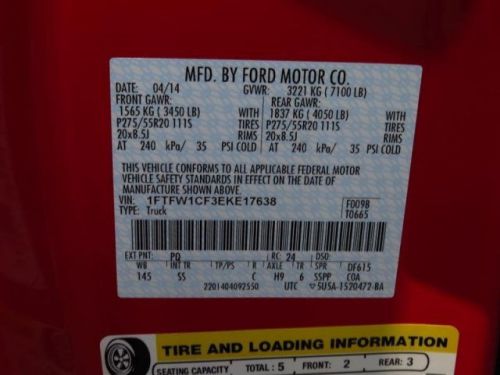 MFD. BY FORD MOTOR CO.
DATE: 04/14 GVWR: 3221 KG ( 7100 LB)
FRONT GAWR: REAR GAWR:
1565 KG ( 3450 LB) WITH 1837 KG ( 4050 LB) WITH
P275/55R20 111S TIRES P275/55R20 111S TIRES
20x8.5J RIMS 20x8.5J RIMS
AT 240 kPa/ 35 PSI COLD AT 240 kPa/ 35 PSI COLD
THIS VEHICLE CONFORMS TO ALL APPLICABLE FEDERAL MOTOR
VEHICLE SAFETY STANDARDS IN EFFECT ON THE DATE OF
MANUFACTURE SHOWN ABOVE.
VIN: 1FTFW1CF3EKE17638 F0098
TYPE: Truck T0665
EXT PNT: PQ RC: 24 DSO:
WB INT TR TP/PS R AXLE TR SPR DF615
145 SS C H9 6 SSPP COA
2201404092550 UTC 5U5A-1520472-BA
TIRE AND LOADING INFORMATION
SEATING CAPACITY TOTAL : 5 FRONT: 2 REAR: 3